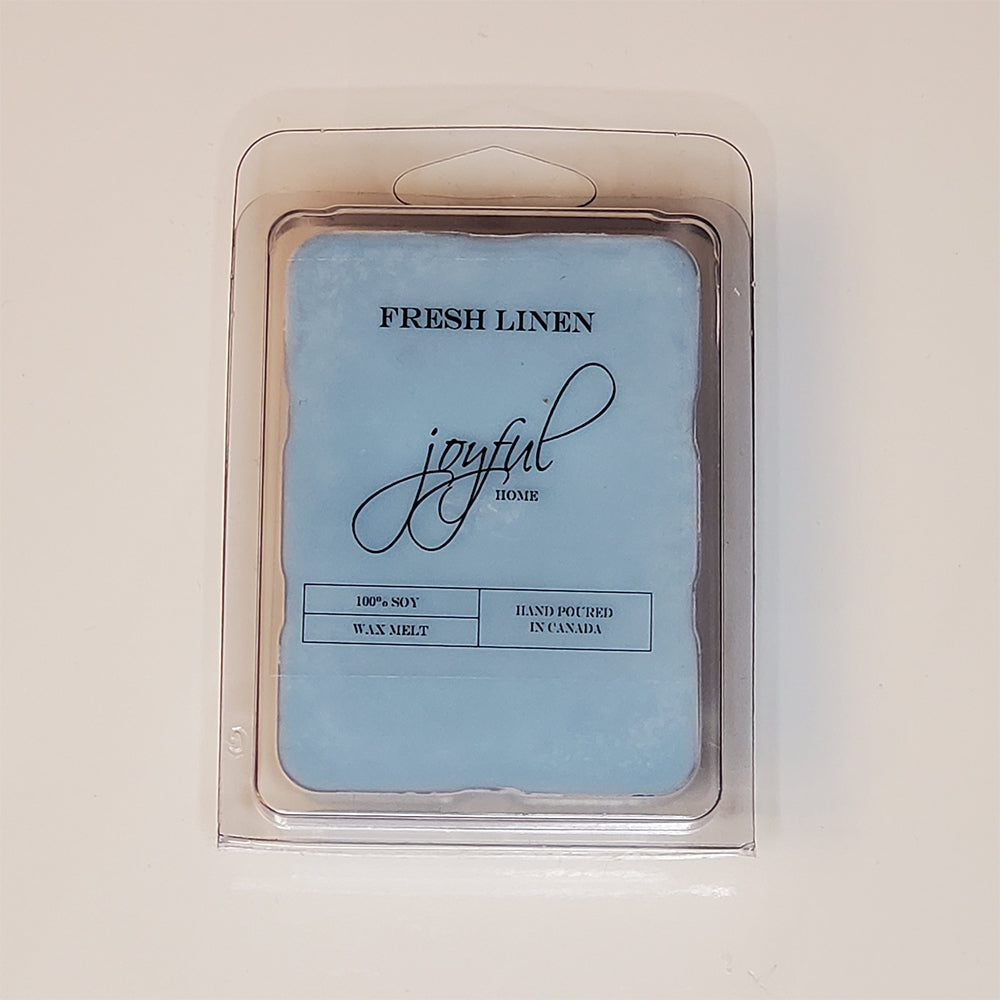 FRESH LINEN
joyful
HOME
100% SOY
WAX MELT
HAND POURED
IN CANADA